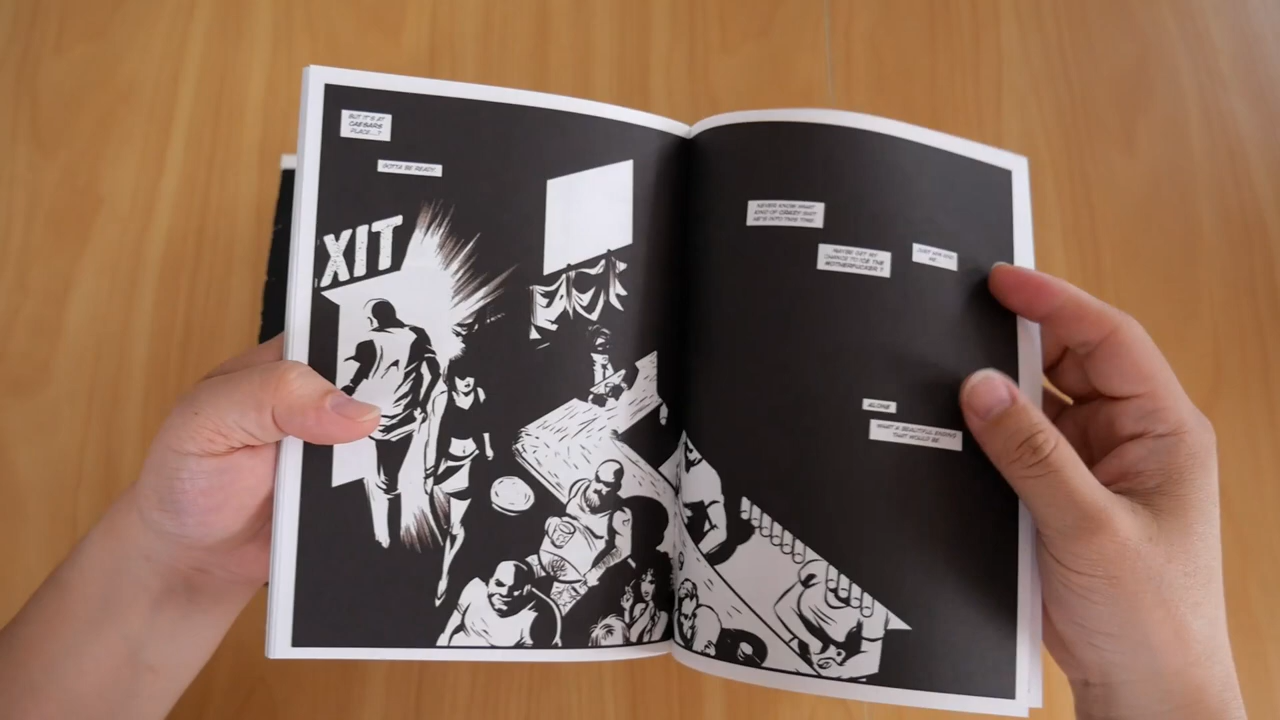 BUT IT'S AT
CAESARS
PLACE...?
GOTTA BE READY.
XIT
NEVER KNOW WHAT
KIND OF CRAZY SHIT
HE'S INTO THIS TIME.
MAYBE GET MY
CHANCE TO ICE THE
MOTHERFUCKER?
JUST HIM AND
ME...
ALONE
WHAT A BEAUTIFUL ENDING
THAT WOULD BE.